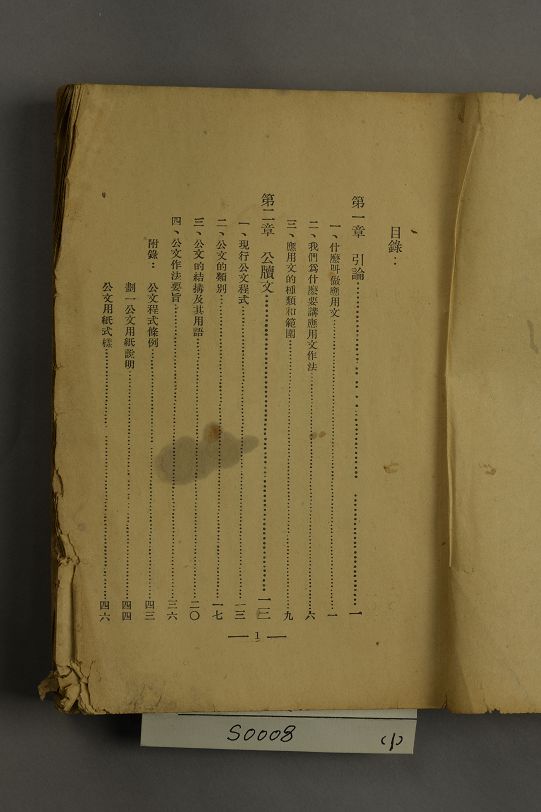 目錄：
第一章 引論…………一
一、什麼叫做應用文…………一
二、我們為什麼要講應用文作法…………六
三、應用文的種類和範圍…………九
第二章 公牘文…………一二
一、現行公文程式…………一三
二、公文的類別…………一七
三、公文的結搆及其用語…………二〇
四、公文作法要旨…………三六
附錄： 公文程式條例…………四三
劃一公文用紙說明…………四四
公文用紙式樣…………四六
— 1 —
S0008